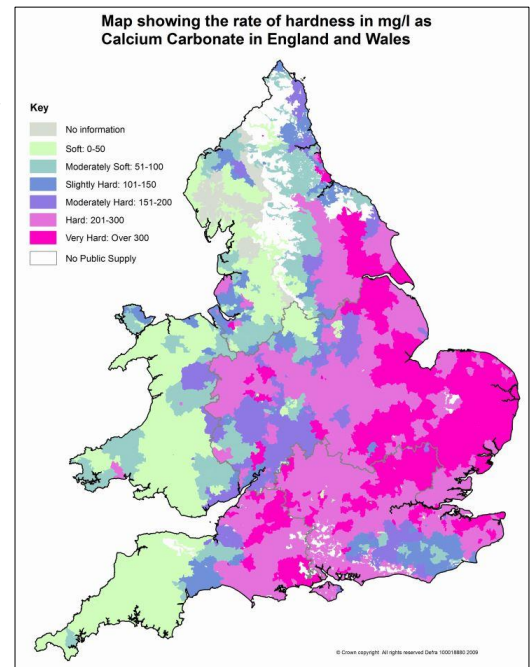 Map showing the rate of hardness in mg/l as
Calcium Carbonate in England and Wales
Key
No information
Soft: 0-50
Moderately Soft: 51-100
Slightly Hard: 101-150
Moderately Hard: 151-200
Hard: 201-300
Very Hard: Over 300
No Public Supply
© Crown copyright. All rights reserved Defra 100018880 2009